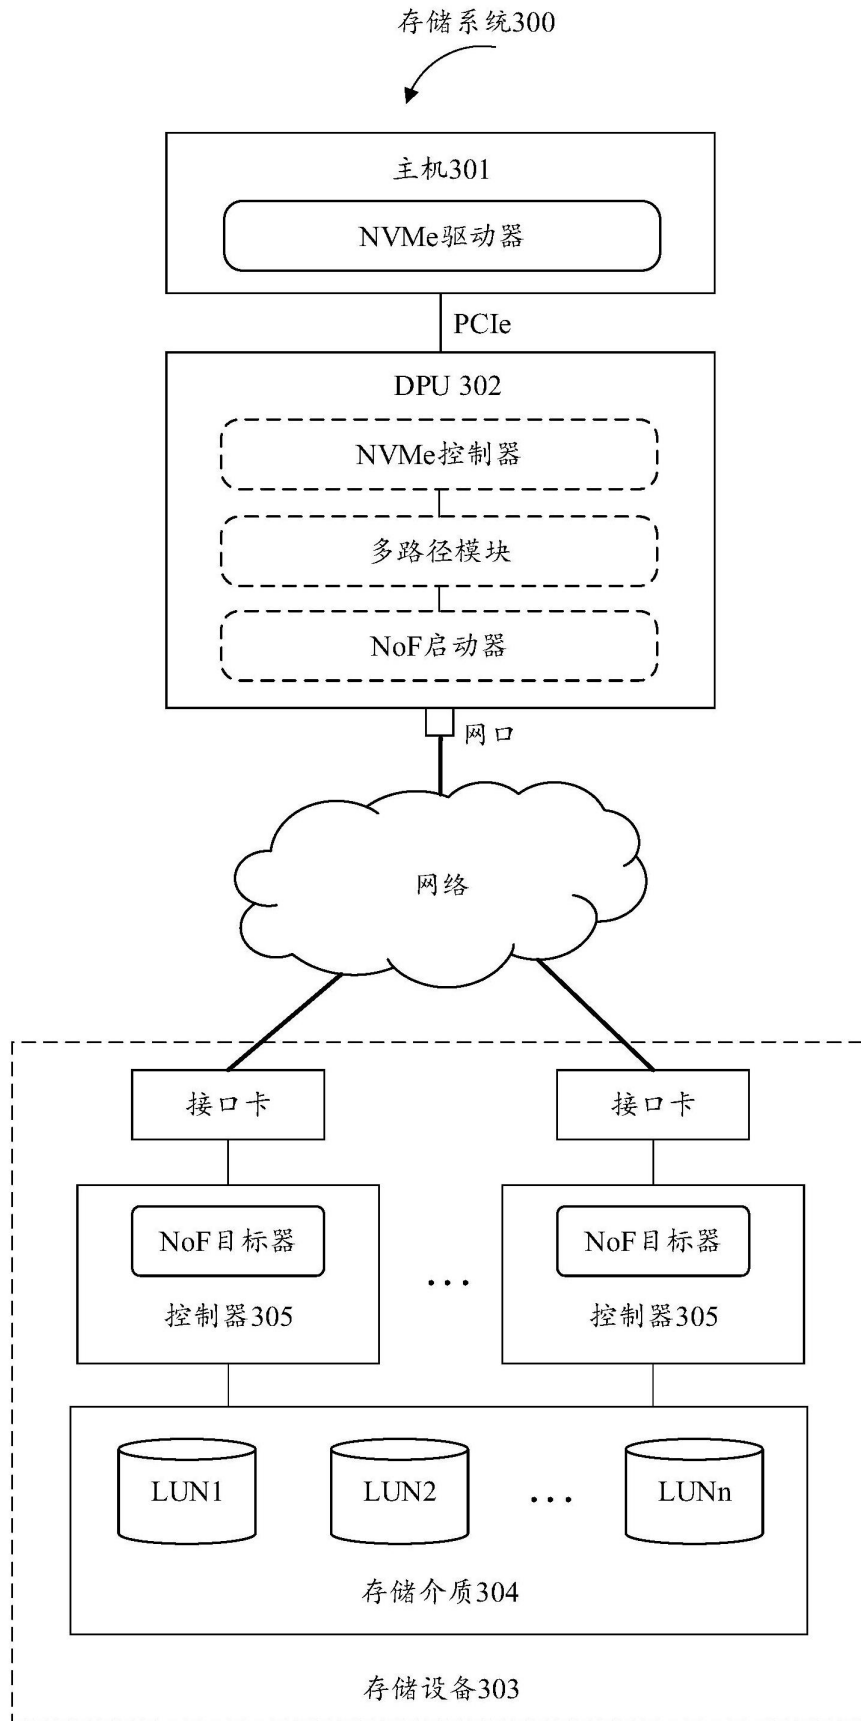 存储系统300
主机301
NVMe驱动器
PCIe
DPU 302
NVMe控制器
多路径模块
NoF启动器
网口
网络
接口卡
接口卡
NoF目标器
控制器305
...
NoF目标器
控制器305
LUN1
LUN2
...
LUNn
存储介质304
存储设备303